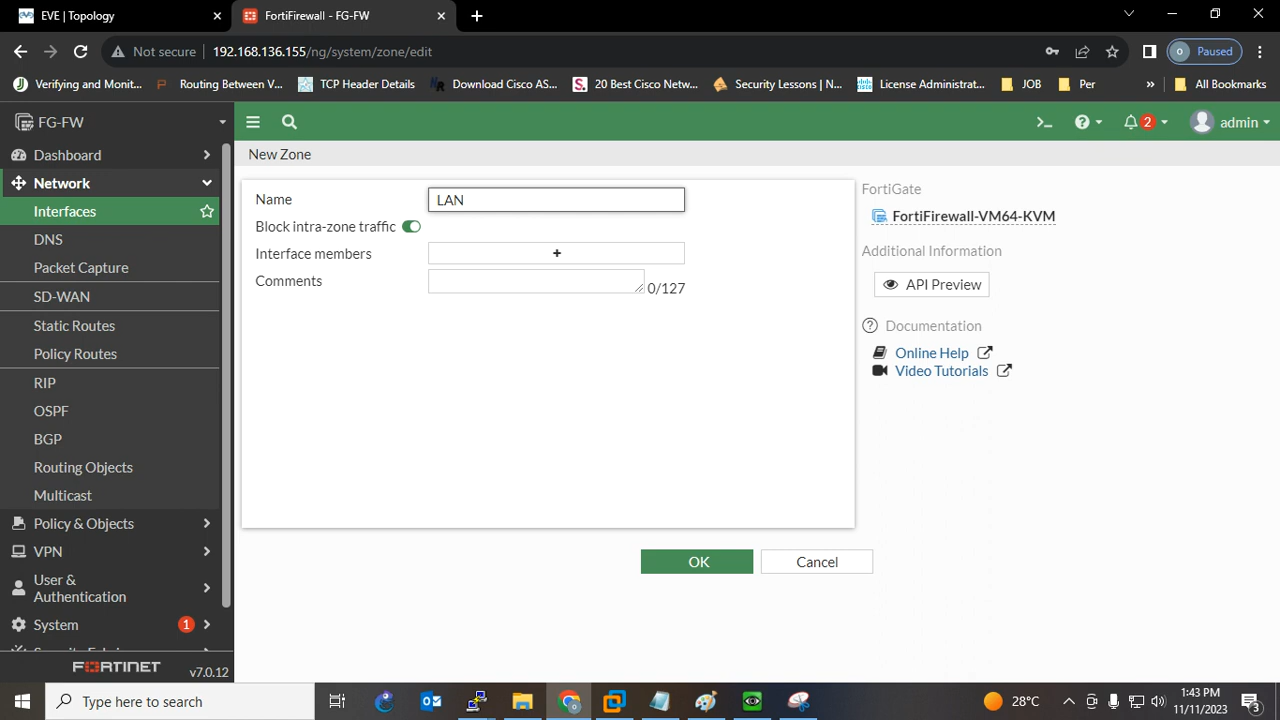 EVE | Topology
FortiFirewall - FG-FW
Not secure
192.168.136.155/ng/system/zone/edit
Paused
Verifying and Monit...
Routing Between V...
TCP Header Details
Download Cisco AS...
20 Best Cisco Netw...
Security Lessons | N...
License Administrat...
JOB
Per
»
All Bookmarks
FG-FW
2
admin
Dashboard
Network
Interfaces
DNS
Packet Capture
SD-WAN
Static Routes
Policy Routes
RIP
OSPF
BGP
Routing Objects
Multicast
Policy & Objects
VPN
User &
Authentication
System
1
FORTINET
v7.0.12
New Zone
Name
LAN
Block intra-zone traffic
Interface members
+
Comments
0/127
OK
Cancel
FortiGate
FortiFirewall-VM64-KVM
Additional Information
API Preview
Documentation
Online Help
Video Tutorials
Type here to search
28°C
1:43 PM
11/11/2023
3